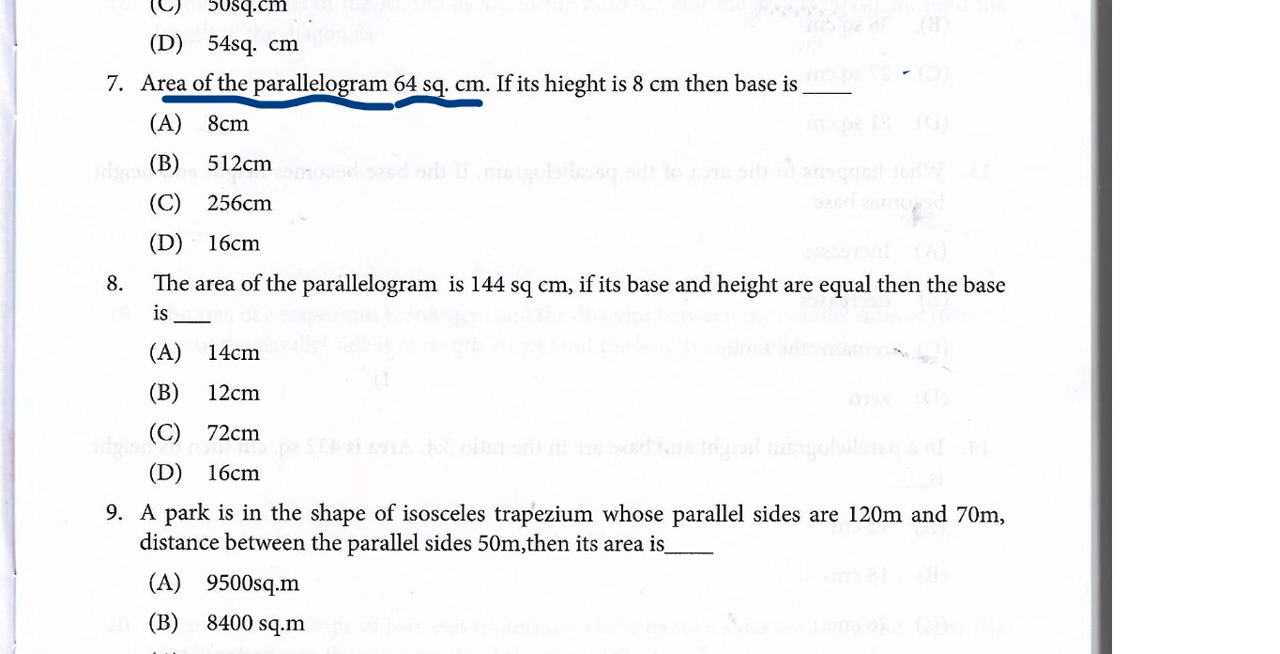 (C) 50sq.cm
(D) 54sq. cm
7. Area of the parallelogram 64 sq. cm. If its hieght is 8 cm then base is ____
(A) 8cm
(B) 512cm
(C) 256cm
(D) 16cm
8. The area of the parallelogram is 144 sq cm, if its base and height are equal then the base
is ___
(A) 14cm
(B) 12cm
(C) 72cm
(D) 16cm
9. A park is in the shape of isosceles trapezium whose parallel sides are 120m and 70m,
distance between the parallel sides 50m,then its area is____
(A) 9500sq.m
(B) 8400 sq.m